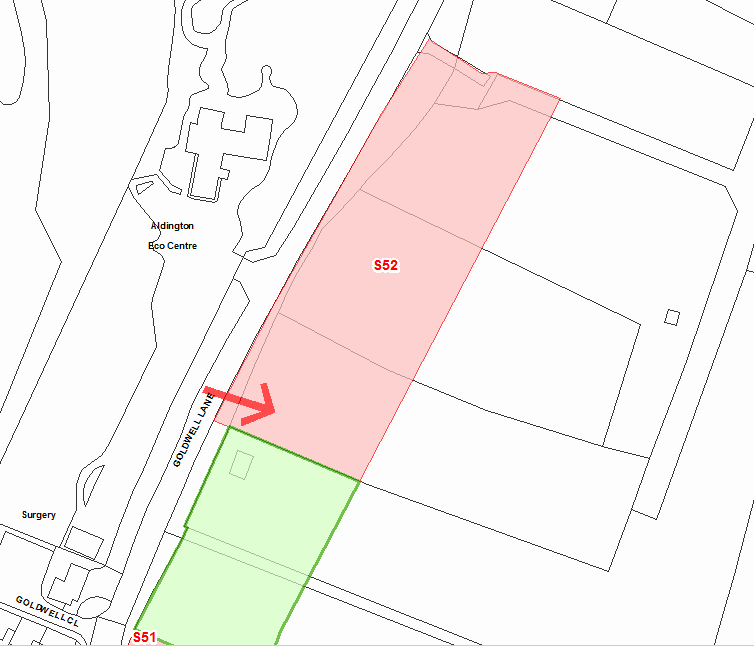 Aldington
Eco Centre
S52
GOLDWELL LANE
Surgery
GOLDWELL CL
S51